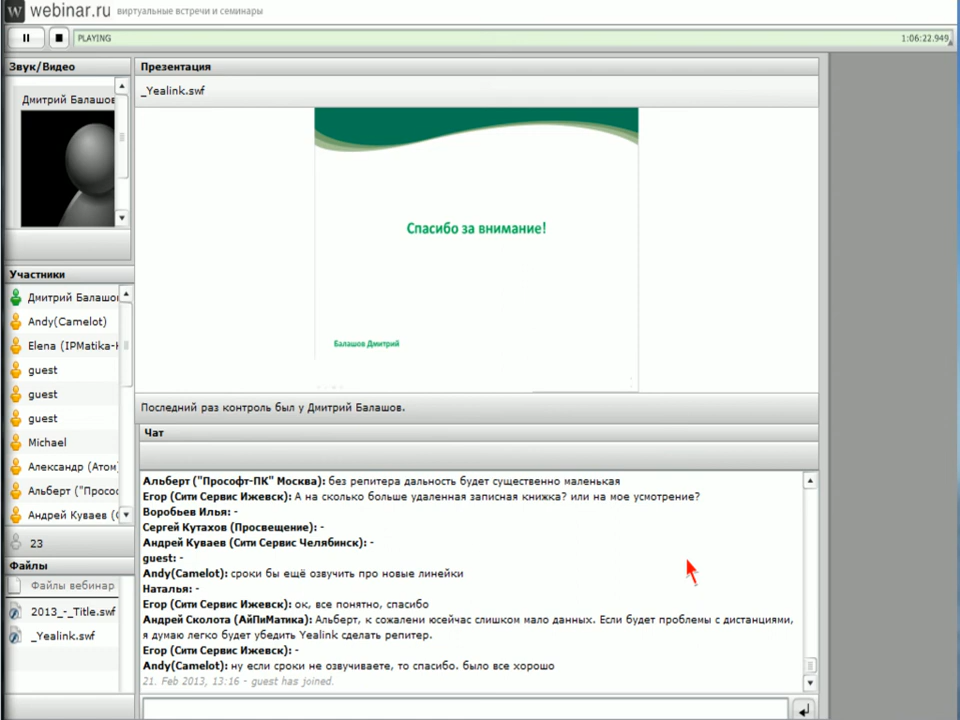 w webinar.ru виртуальные встречи и семинары
PLAYING 1:06:22.949
Звук/Видео
Дмитрий Балашов
Презентация
_Yealink.swf
Спасибо за внимание!
Балашов Дмитрий
Последний раз контроль был у Дмитрий Балашов.
Участники
Дмитрий Балашо
Andy(Camelot)
Elena (IPMatika-
guest
guest
guest
Michael
Александр (Атом
Альберт ("Просо
Андрей Куваев (
23
Файлы
Файлы вебинар
2013_-_Title.swf
_Yealink.swf
Чат
Альберт ("Прософт-ПК" Москва): без репитера дальность будет существенно маленькая
Егор (Сити Сервис Ижевск): А на сколько больше удаленная записная книжка? или на мое усмотрение?
Воробьев Илья: -
Сергей Кутахов (Просвещение): -
Андрей Куваев (Сити Сервис Челябинск): -
guest: -
Andy(Camelot): сроки бы ещё озвучить про новые линейки
Наталья: -
Егор (Сити Сервис Ижевск): ок, все понятно, спасибо
Андрей Сколота (АйПиМатика): Альберт, к сожалени юсейчас слишком мало данных. Если будет проблемы с дистанциями,
я думаю легко будет убедить Yealink сделать репитер.
Егор (Сити Сервис Ижевск): -
Andy(Camelot): ну если сроки не озвучиваете, то спасибо. было все хорошо
21. Feb 2013, 13:16 - guest has joined.